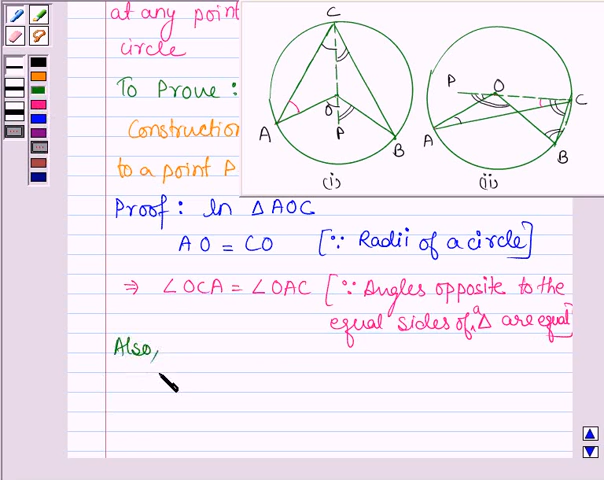 at any point
circle
To Prove :
Construction
to a point P
Proof : In △AOC
AO = CO [∵ Radii of a circle]
⇒ ∠OCA = ∠OAC [∵ Angles opposite to the
equal sides of a △ are equal]
Also,
C
O
A
P
B
(i)
P
O
C
A
B
(ii)